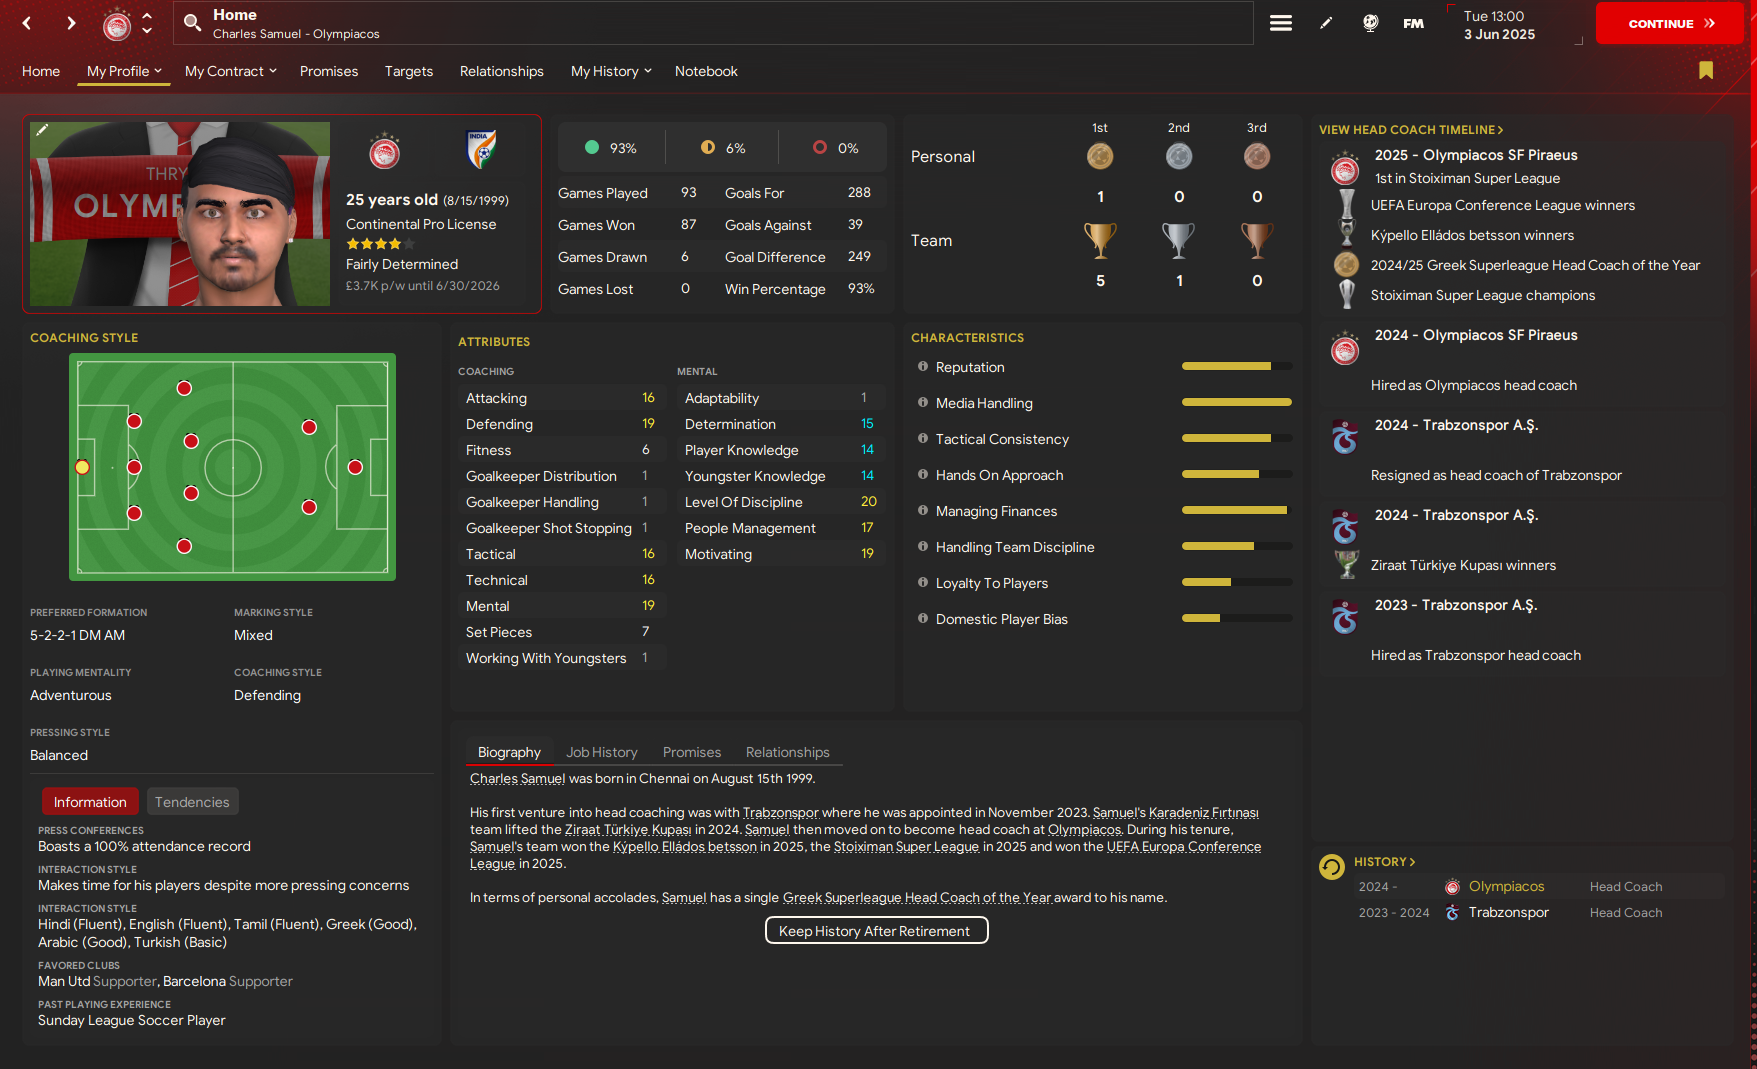 Home
Charles Samuel - Olympiacos
FM
Tue 13:00
3 Jun 2025
CONTINUE
Home
My Profile
My Contract
Promises
Targets
Relationships
My History
Notebook
THRY
OLYMP
INDIA
25 years old (8/15/1999)
Continental Pro License
Fairly Determined
£3.7K p/w until 6/30/2026
93%
6%
0%
Games Played 93 Goals For 288
Games Won 87 Goals Against 39
Games Drawn 6 Goal Difference 249
Games Lost 0 Win Percentage 93%
1st 2nd 3rd
Personal
1 0 0
Team
5 1 0
VIEW HEAD COACH TIMELINE >
2025 - Olympiacos SF Piraeus
1st in Stoiximan Super League
UEFA Europa Conference League winners
Kýpello Elládos betsson winners
2024/25 Greek Superleague Head Coach of the Year
Stoiximan Super League champions
2024 - Olympiacos SF Piraeus
Hired as Olympiacos head coach
2024 - Trabzonspor A.Ş.
Resigned as head coach of Trabzonspor
2024 - Trabzonspor A.Ş.
Ziraat Türkiye Kupası winners
2023 - Trabzonspor A.Ş.
Hired as Trabzonspor head coach
COACHING STYLE
PREFERRED FORMATION
5-2-2-1 DM AM
MARKING STYLE
Mixed
PLAYING MENTALITY
Adventurous
COACHING STYLE
Defending
PRESSING STYLE
Balanced
Information
Tendencies
PRESS CONFERENCES
Boasts a 100% attendance record
INTERACTION STYLE
Makes time for his players despite more pressing concerns
INTERACTION STYLE
Hindi (Fluent), English (Fluent), Tamil (Fluent), Greek (Good),
Arabic (Good), Turkish (Basic)
FAVORED CLUBS
Man Utd Supporter, Barcelona Supporter
PAST PLAYING EXPERIENCE
Sunday League Soccer Player
ATTRIBUTES
COACHING
Attacking 16
Defending 19
Fitness 6
Goalkeeper Distribution 1
Goalkeeper Handling 1
Goalkeeper Shot Stopping 1
Tactical 16
Technical 16
Mental 19
Set Pieces 7
Working With Youngsters 1
MENTAL
Adaptability 1
Determination 15
Player Knowledge 14
Youngster Knowledge 14
Level Of Discipline 20
People Management 17
Motivating 19
CHARACTERISTICS
Reputation
Media Handling
Tactical Consistency
Hands On Approach
Managing Finances
Handling Team Discipline
Loyalty To Players
Domestic Player Bias
Biography
Job History
Promises
Relationships
Charles Samuel was born in Chennai on August 15th 1999.
His first venture into head coaching was with Trabzonspor where he was appointed in November 2023. Samuel's Karadeniz Fırtınası
team lifted the Ziraat Türkiye Kupası in 2024. Samuel then moved on to become head coach at Olympiacos. During his tenure,
Samuel's team won the Kýpello Elládos betsson in 2025, the Stoiximan Super League in 2025 and won the UEFA Europa Conference
League in 2025.
In terms of personal accolades, Samuel has a single Greek Superleague Head Coach of the Year award to his name.
Keep History After Retirement
HISTORY >
2024 - Olympiacos Head Coach
2023 - 2024 Trabzonspor Head Coach